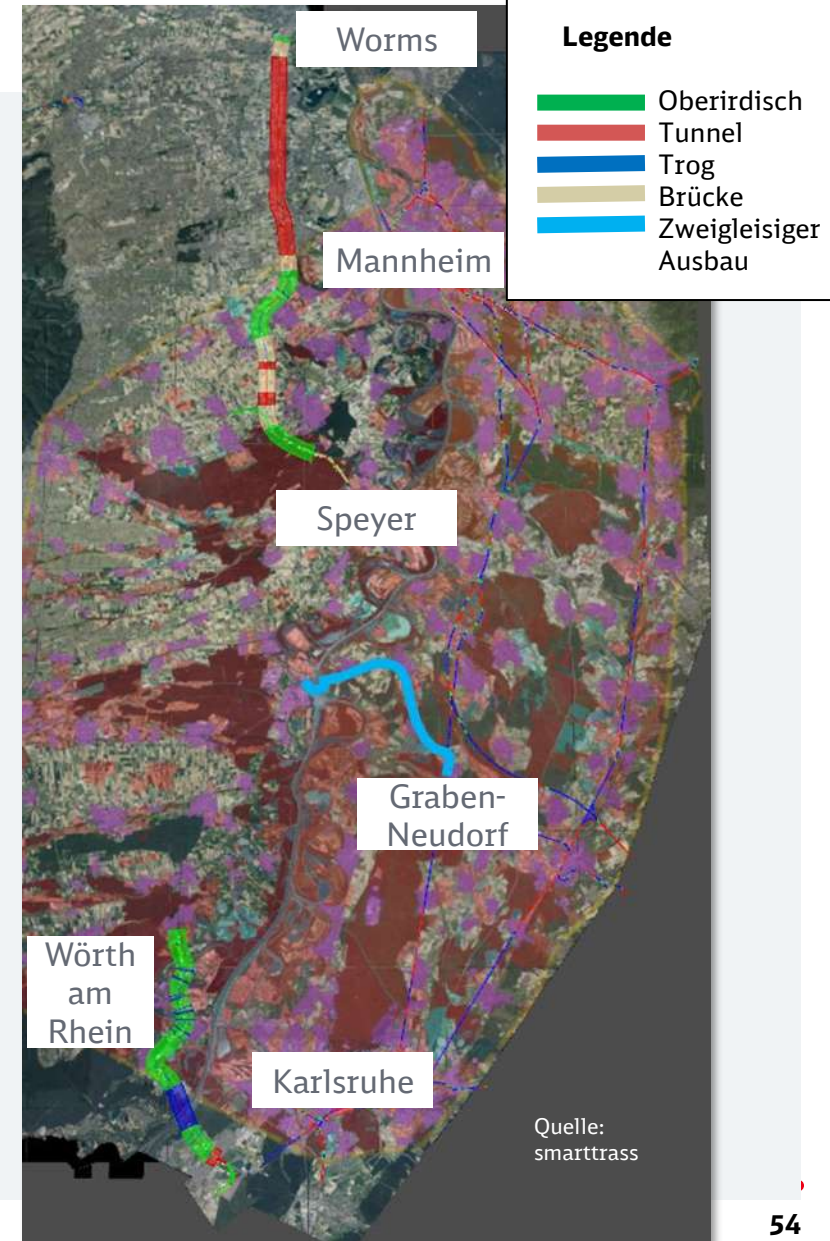 Worms
Legende
Oberirdisch
Tunnel
Trog
Brücke
Zweigleisiger
Ausbau
Mannheim
Speyer
Graben-
Neudorf
Wörth
am
Rhein
Karlsruhe
Quelle:
smarttrass
54